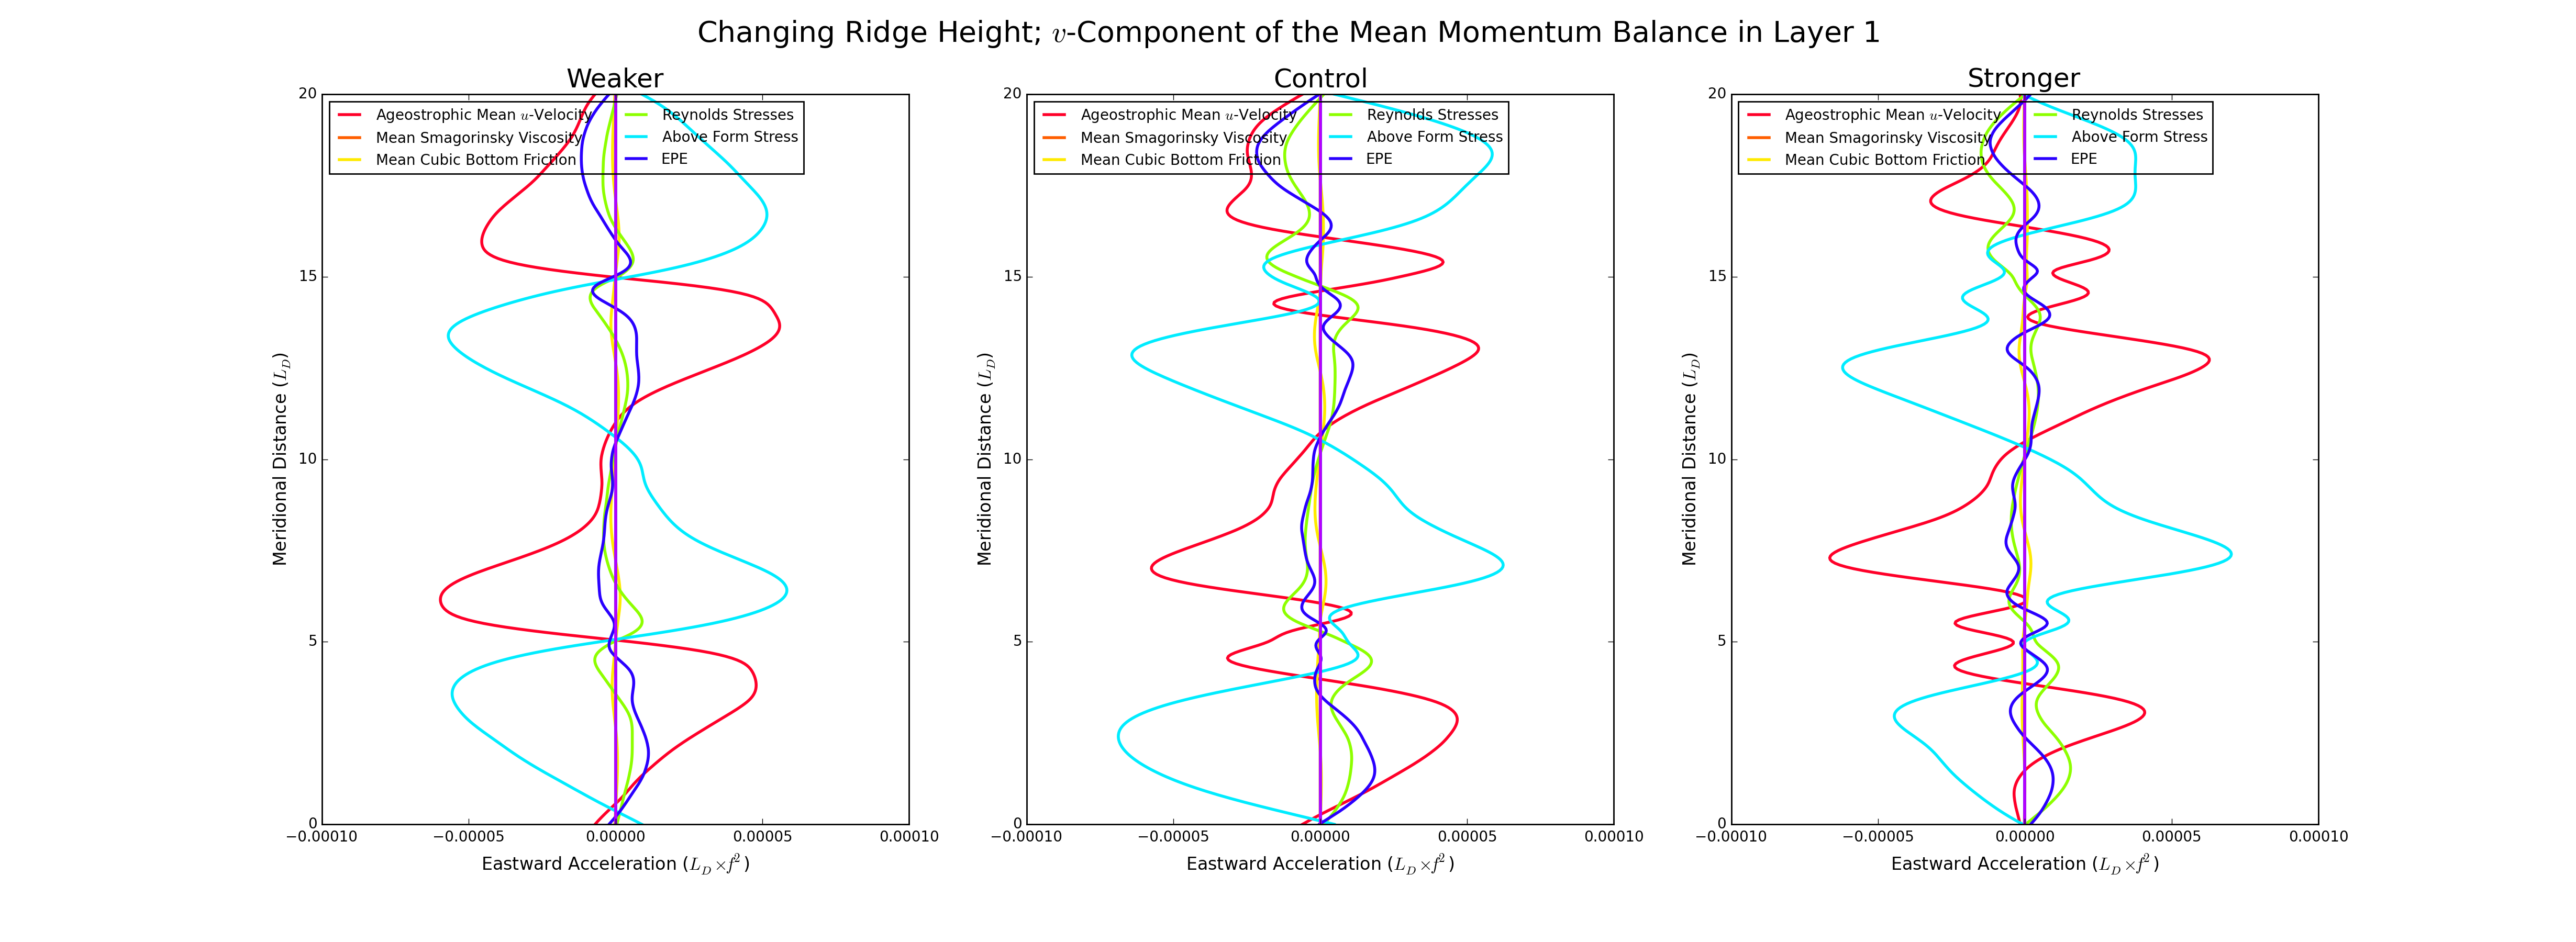 Changing Ridge Height; v-Component of the Mean Momentum Balance in Layer 1
Weaker
Ageostrophic Mean u-Velocity
Mean Smagorinsky Viscosity
Mean Cubic Bottom Friction
Reynolds Stresses
Above Form Stress
EPE
20
15
10
5
0
Meridional Distance (L_D)
−0.00010 −0.00005 0.00000 0.00005 0.00010
Eastward Acceleration (L_D×f²)
Control
Ageostrophic Mean u-Velocity
Mean Smagorinsky Viscosity
Mean Cubic Bottom Friction
Reynolds Stresses
Above Form Stress
EPE
20
15
10
5
0
Meridional Distance (L_D)
−0.00010 −0.00005 0.00000 0.00005 0.00010
Eastward Acceleration (L_D×f²)
Stronger
Ageostrophic Mean u-Velocity
Mean Smagorinsky Viscosity
Mean Cubic Bottom Friction
Reynolds Stresses
Above Form Stress
EPE
20
15
10
5
0
Meridional Distance (L_D)
−0.00010 −0.00005 0.00000 0.00005 0.00010
Eastward Acceleration (L_D×f²)